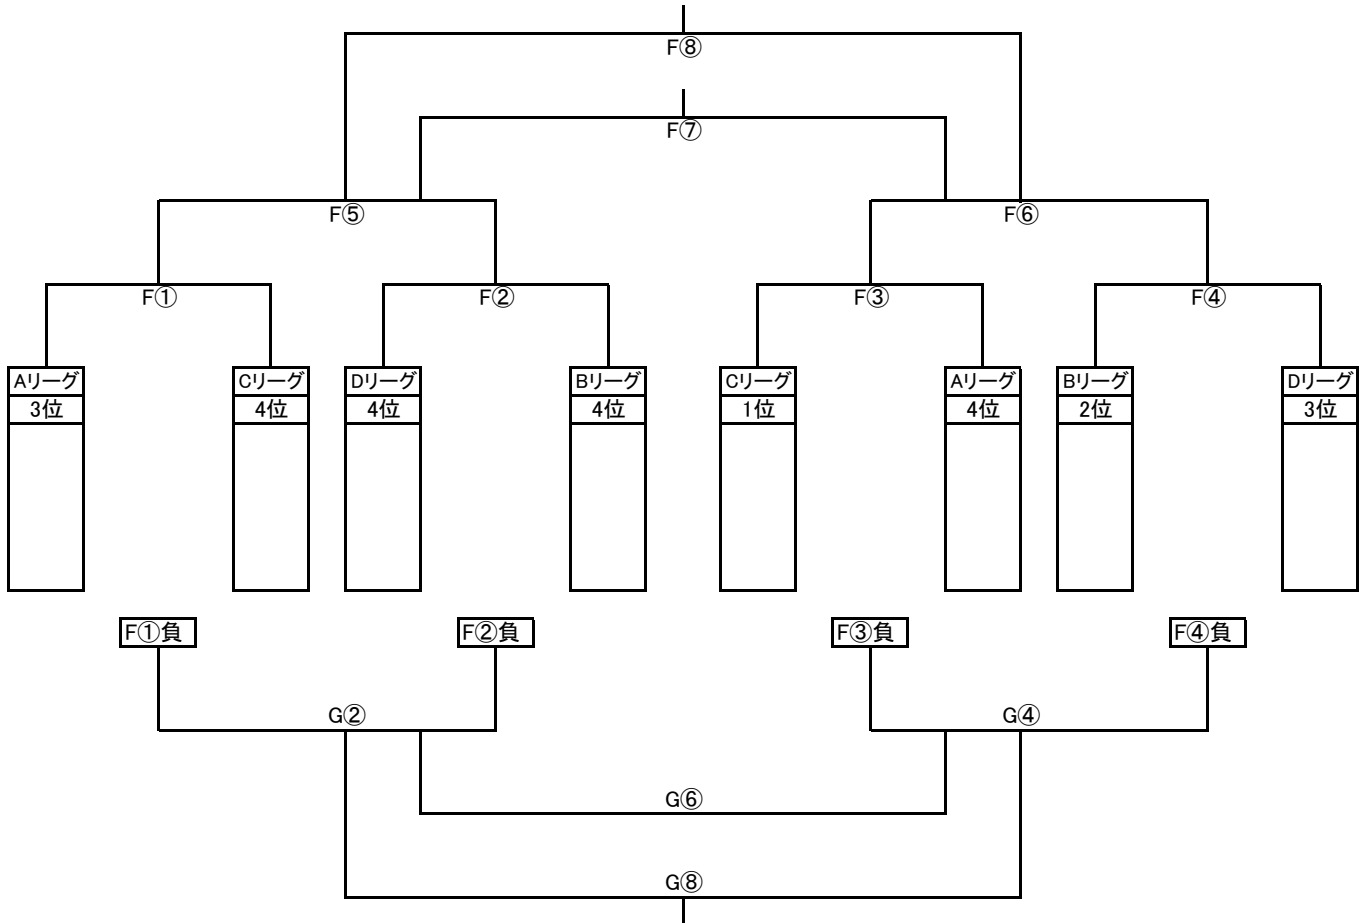 F⑧
F⑦
F⑤ F⑥
F① F② F③ F④
Aリーグ Cリーグ Dリーグ Bリーグ Cリーグ Aリーグ Bリーグ Dリーグ
3位 4位 4位 4位 1位 4位 2位 3位
F①負 F②負 F③負 F④負
G② G④
G⑥
G⑧